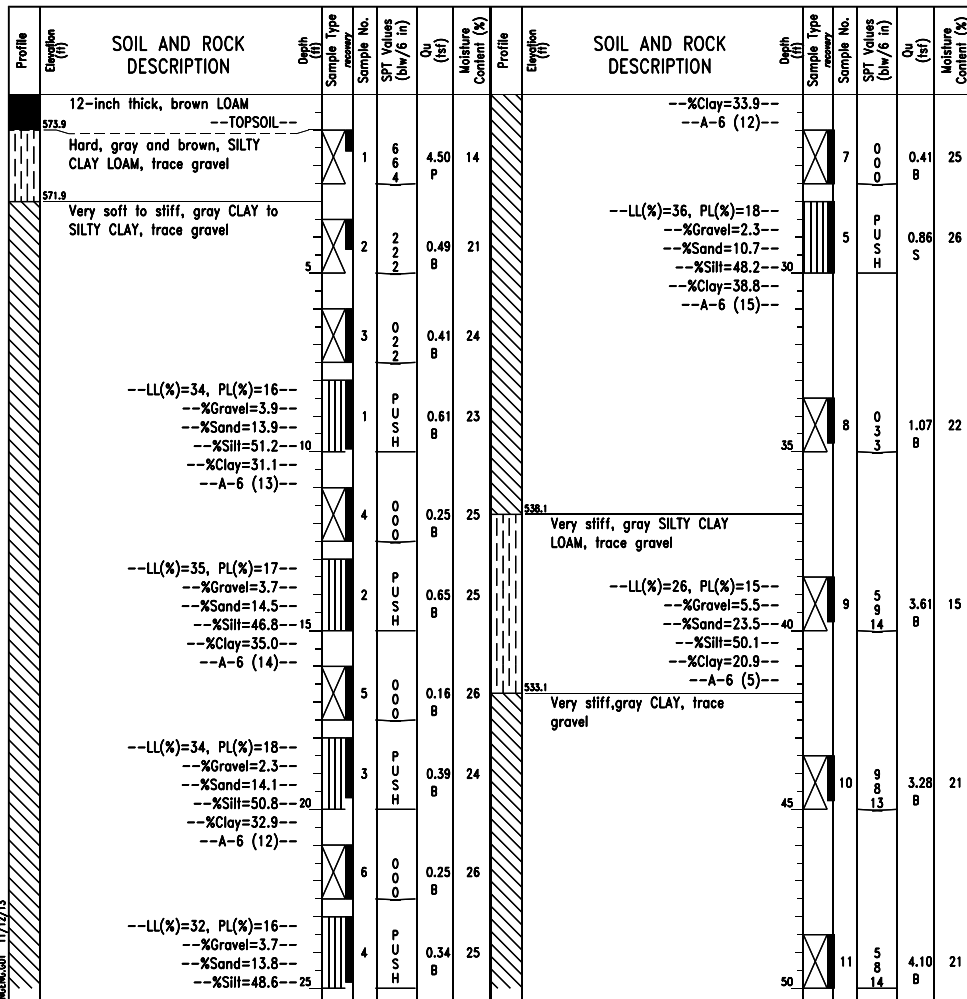 Profile Elevation (ft) SOIL AND ROCK DESCRIPTION Depth (ft) Sample Type recovery Sample No. SPT Values (blw/6 in) Qu (tsf) Moisture Content (%)
12-inch thick, brown LOAM
573.9 --TOPSOIL--
Hard, gray and brown, SILTY
CLAY LOAM, trace gravel
1 6 6 4 4.50 P 14
571.9
Very soft to stiff, gray CLAY to
SILTY CLAY, trace gravel
5 2 2 2 2 0.49 B 21
3 0 2 2 0.41 B 24
--LL(%)=34, PL(%)=16--
--%Gravel=3.9--
--%Sand=13.9--
--%Silt=51.2-- 10
1 PUSH 0.61 B 23
--%Clay=31.1--
--A-6 (13)--
4 0 0 0 0.25 B 25
--LL(%)=35, PL(%)=17--
--%Gravel=3.7--
--%Sand=14.5--
--%Silt=46.8-- 15
2 PUSH 0.65 B 25
--%Clay=35.0--
--A-6 (14)--
5 0 0 0 0.16 B 26
--LL(%)=34, PL(%)=18--
--%Gravel=2.3--
--%Sand=14.1--
--%Silt=50.8-- 20
3 PUSH 0.39 B 24
--%Clay=32.9--
--A-6 (12)--
6 0 0 0 0.25 B 26
--LL(%)=32, PL(%)=16--
--%Gravel=3.7--
--%Sand=13.8--
--%Silt=48.6-- 25
4 PUSH 0.34 B 25
11/12/13
Profile Elevation (ft) SOIL AND ROCK DESCRIPTION Depth (ft) Sample Type recovery Sample No. SPT Values (blw/6 in) Qu (tsf) Moisture Content (%)
--%Clay=33.9--
--A-6 (12)--
7 0 0 0 0.41 B 25
--LL(%)=36, PL(%)=18--
--%Gravel=2.3--
--%Sand=10.7--
--%Silt=48.2-- 30
5 PUSH 0.86 S 26
--%Clay=38.8--
--A-6 (15)--
35 8 0 3 3 1.07 B 22
538.1
Very stiff, gray SILTY CLAY
LOAM, trace gravel
--LL(%)=26, PL(%)=15--
--%Gravel=5.5--
--%Sand=23.5-- 40
9 5 9 14 3.61 B 15
--%Silt=50.1--
--%Clay=20.9--
--A-6 (5)--
533.1
Very stiff,gray CLAY, trace
gravel
45 10 9 8 13 3.28 B 21
50 11 5 8 14 4.10 B 21